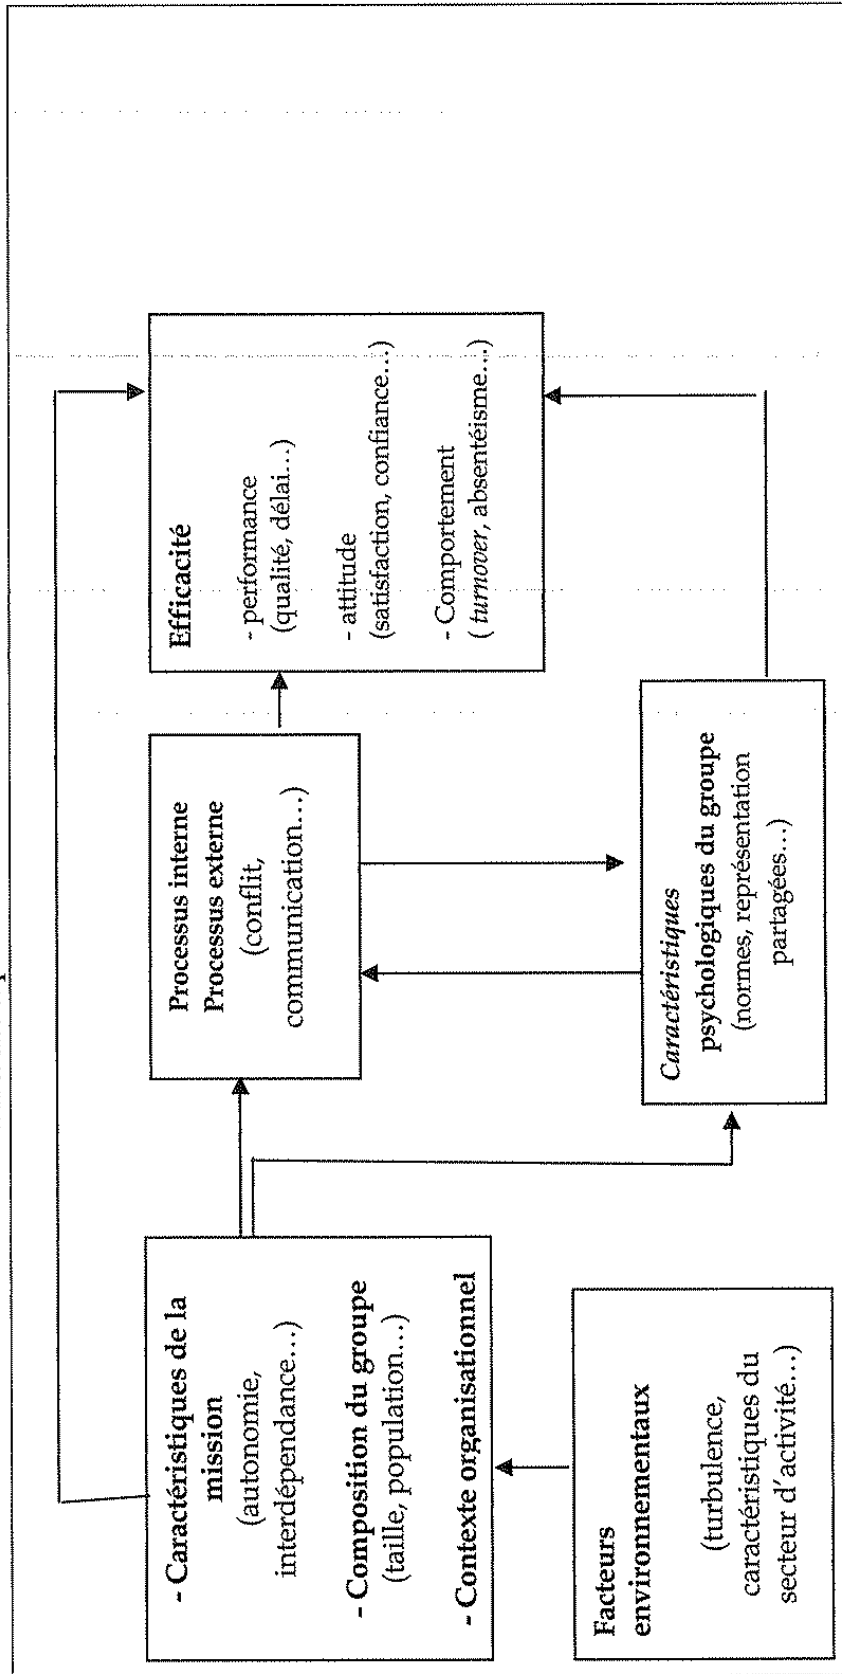 - Caractéristiques de la
mission
(autonomie,
interdépendance...)
- Composition du groupe
(taille, population...)
- Contexte organisationnel
Facteurs
environnementaux
(turbulence,
caractéristiques du
secteur d'activité...)
Processus interne
Processus externe
(conflit,
communication...)
Caractéristiques
psychologiques du groupe
(normes, représentation
partagées...)
Efficacité
- performance
(qualité, délai...)
- attitude
(satisfaction, confiance...)
- Comportement
( turnover, absentéisme...)